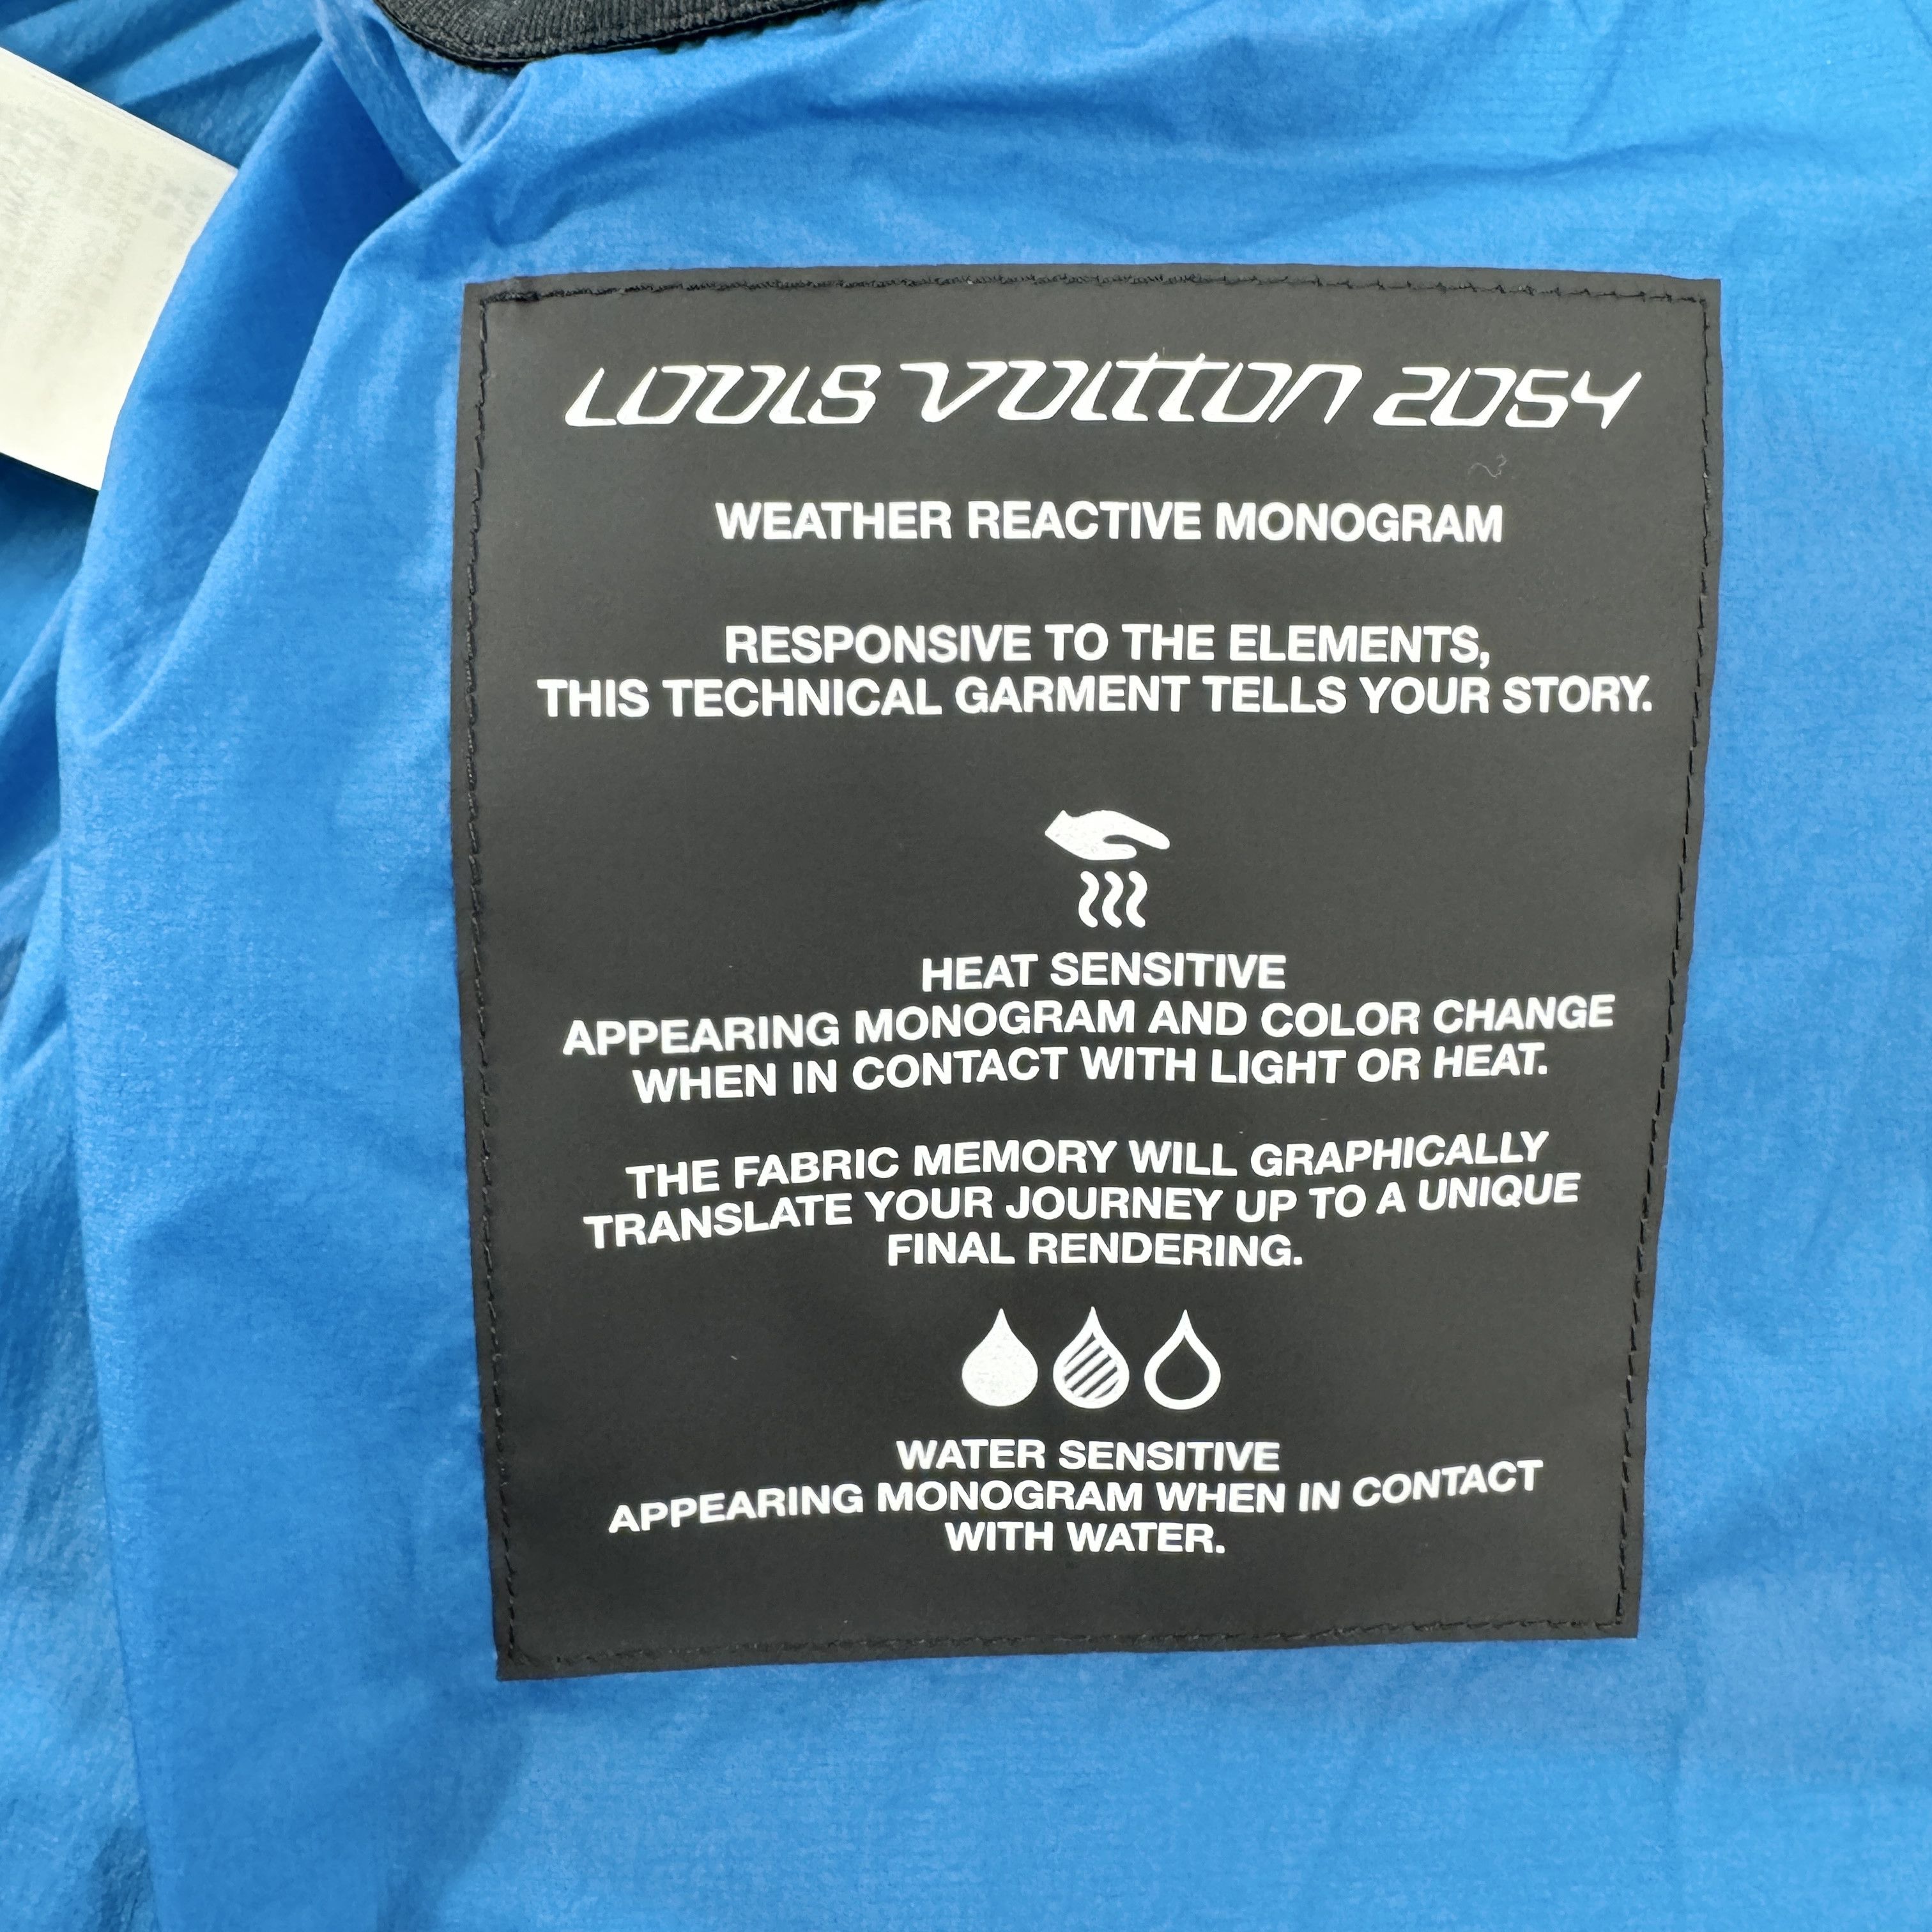 LOUIS VUITTON 2054
WEATHER REACTIVE MONOGRAM
RESPONSIVE TO THE ELEMENTS,
THIS TECHNICAL GARMENT TELLS YOUR STORY.
HEAT SENSITIVE
APPEARING MONOGRAM AND COLOR CHANGE
WHEN IN CONTACT WITH LIGHT OR HEAT.
THE FABRIC MEMORY WILL GRAPHICALLY
TRANSLATE YOUR JOURNEY UP TO A UNIQUE
FINAL RENDERING.
WATER SENSITIVE
APPEARING MONOGRAM WHEN IN CONTACT
WITH WATER.